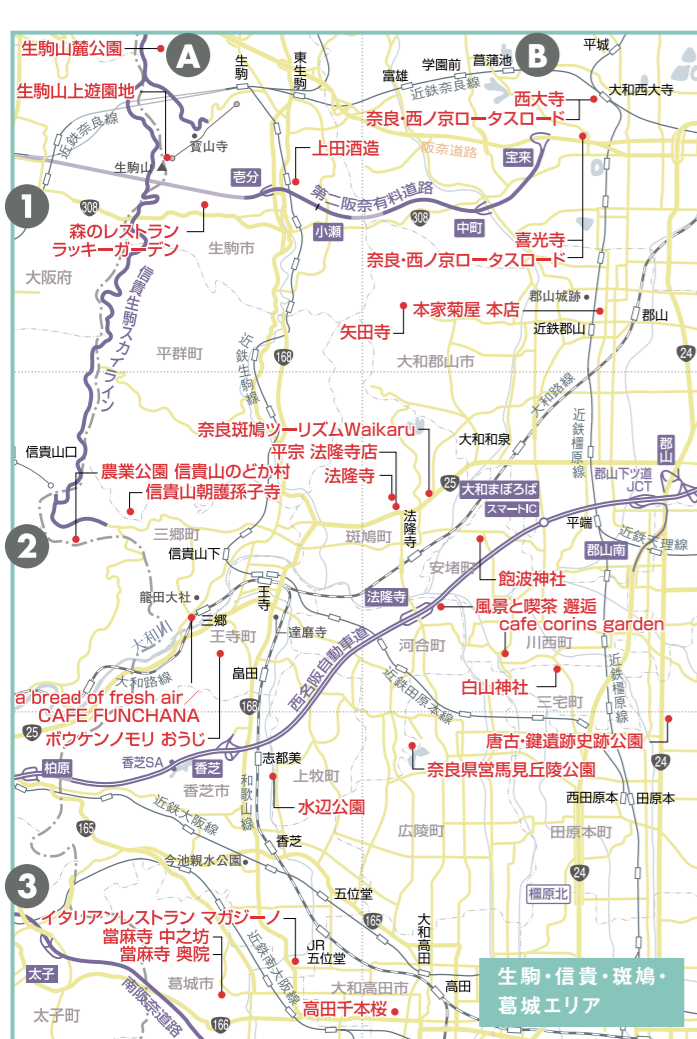 A
B
1
2
3
生駒山麓公園
生駒
東生駒
富雄
学園前
菖蒲池
近鉄奈良線
平城
大和西大寺
生駒山上遊園地
近鉄奈良線
寳山寺
生駒山
西大寺
奈良・西ノ京ロータスロード
上田酒造
阪奈道路
宝来
壱分
第二阪奈有料道路
308
308
小瀬
中町
森のレストラン
ラッキーガーデン
生駒市
喜光寺
奈良・西ノ京ロータスロード
大阪府
信貴生駒スカイライン
郡山城跡
本家菊屋 本店
近鉄郡山
郡山
矢田寺
近鉄生駒線
168
平群町
大和郡山市
24
大和路線
近鉄橿原線
奈良斑鳩ツーリズムWaikaru
平宗 法隆寺店
法隆寺
大和和泉
信貴山口
農業公園 信貴山のどか村
信貴山朝護孫子寺
25
大和まほろば
スマートIC
郡山
郡山下ツ道
JCT
法隆寺
三郷町
斑鳩町
平端
近鉄天理線
郡山南
信貴山下
安堵町
飽波神社
龍田大社
王寺
法隆寺
三郷
大和川
王寺町
達磨寺
風景と喫茶 邂逅
cafe corins garden
河合町
川西町
大和路線
畠田
西名阪自動車道
近鉄田原本線
白山神社
三宅町
近鉄橿原線
a bread of fresh air／
CAFE FUNCHANA
168
25
ボウケンノモリ おうじ
唐古・鍵遺跡史跡公園
香芝SA
香芝
志都美
柏原
香芝市
上牧町
奈良県営馬見丘陵公園
24
水辺公園
西田原本
田原本
近鉄大阪線
和歌山線
165
香芝
広陵町
田原本町
今池親水公園
24
五位堂
橿原北
イタリアンレストラン マガジーノ
165
大和高田
當麻寺 中之坊
當麻寺 奥院
近鉄南大阪線
JR
五位堂
太子
葛城市
大和高田市
高田
南阪奈道路
太子町
166
高田千本桜
生駒・信貴・斑鳩・
葛城エリア